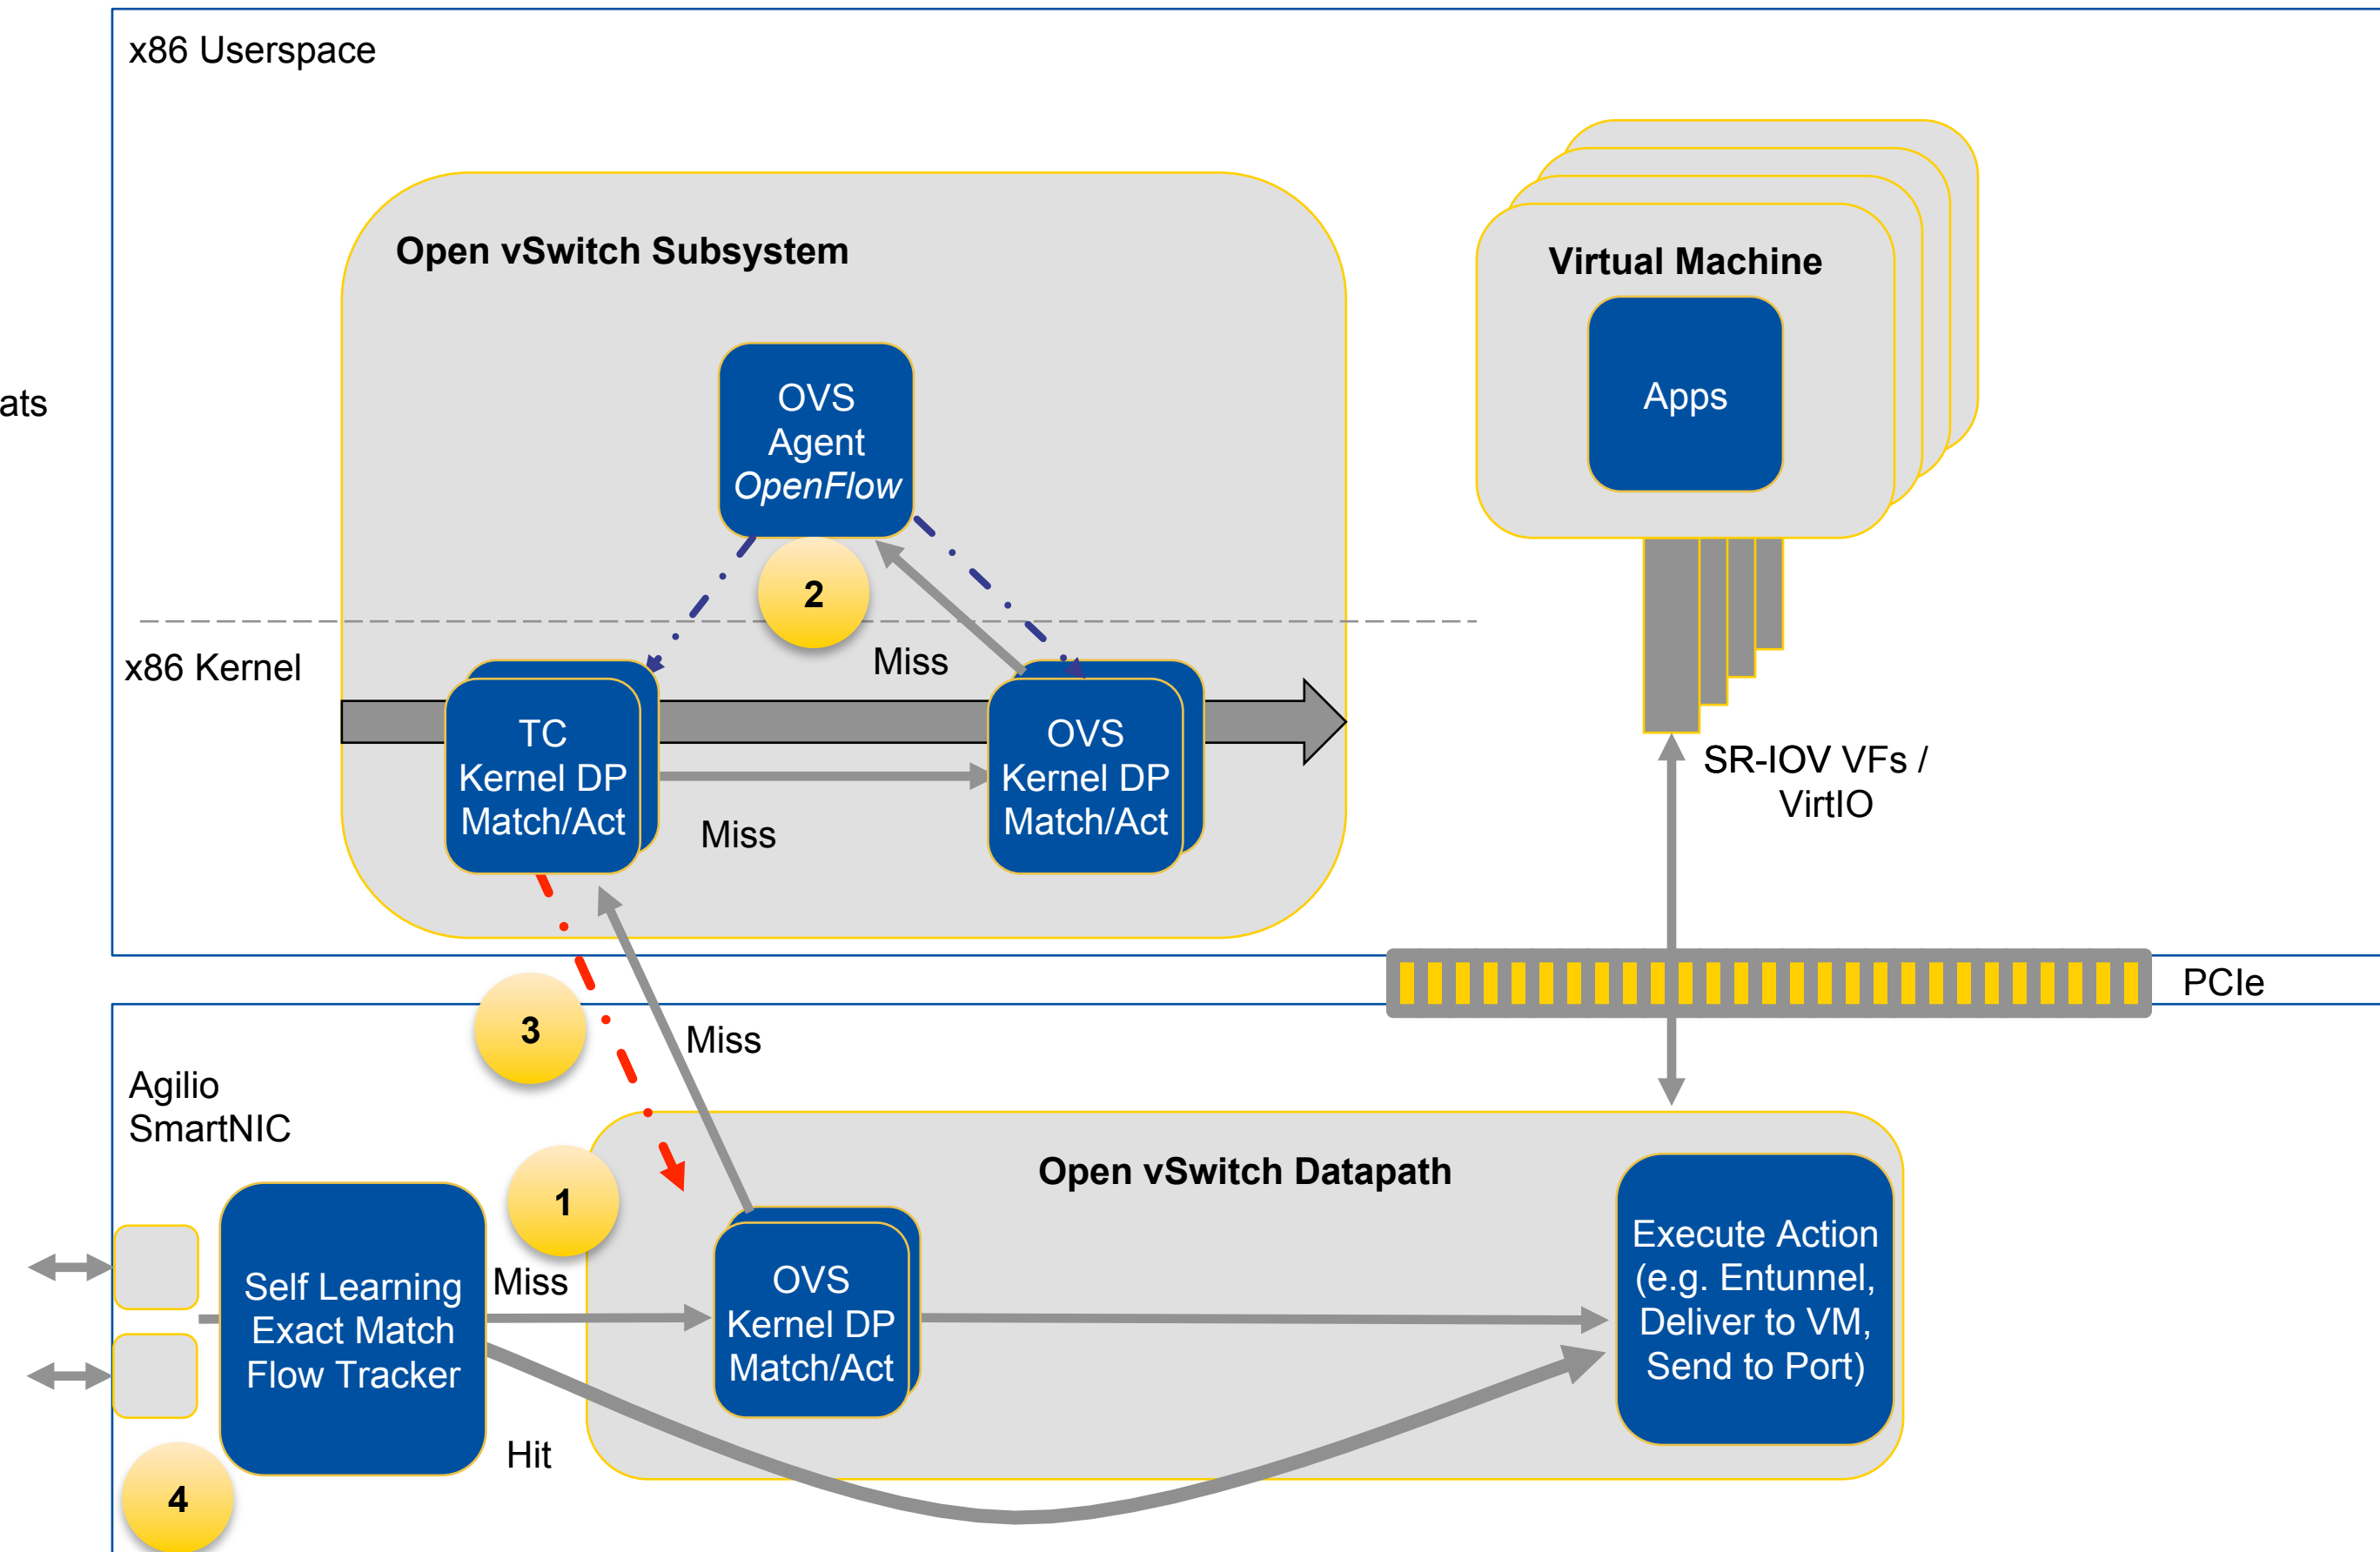 x86 Userspace
Open vSwitch Subsystem
Virtual Machine
OVS
Agent
OpenFlow
Apps
ats
2
Miss
x86 Kernel
TC
Kernel DP
Match/Act
OVS
Kernel DP
Match/Act
Miss
SR-IOV VFs /
VirtIO
PCIe
3
Miss
Agilio
SmartNIC
1
Open vSwitch Datapath
Self Learning
Exact Match
Flow Tracker
Miss
OVS
Kernel DP
Match/Act
Execute Action
(e.g. Entunnel,
Deliver to VM,
Send to Port)
Hit
4